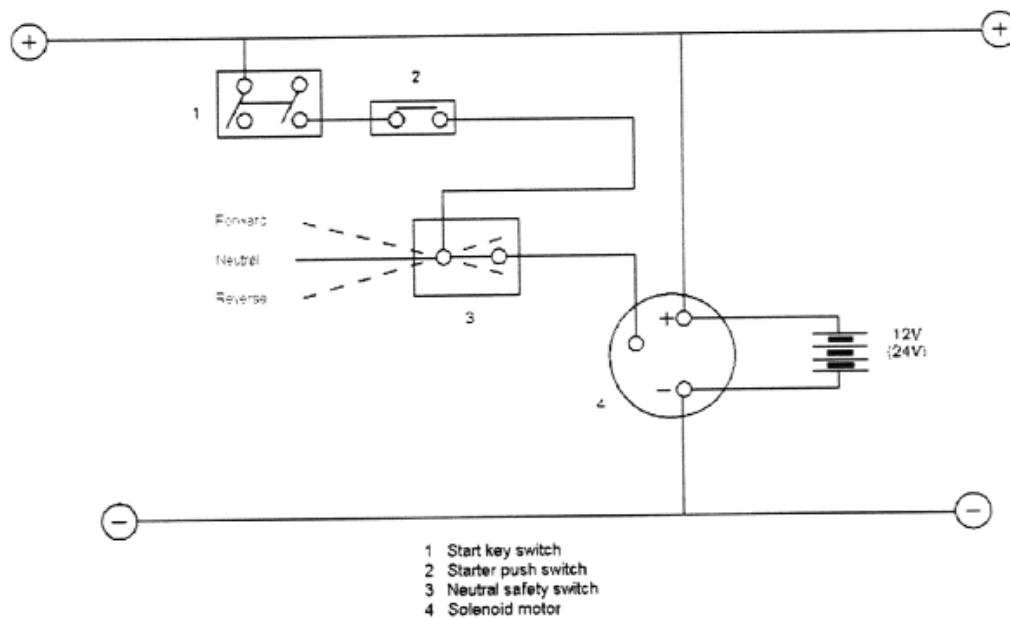 +
+
1
2
Forward
Neutral
Reverse
3
+
−
4
12V
(24V)
−
−
1 Start key switch
2 Starter push switch
3 Neutral safety switch
4 Solenoid motor